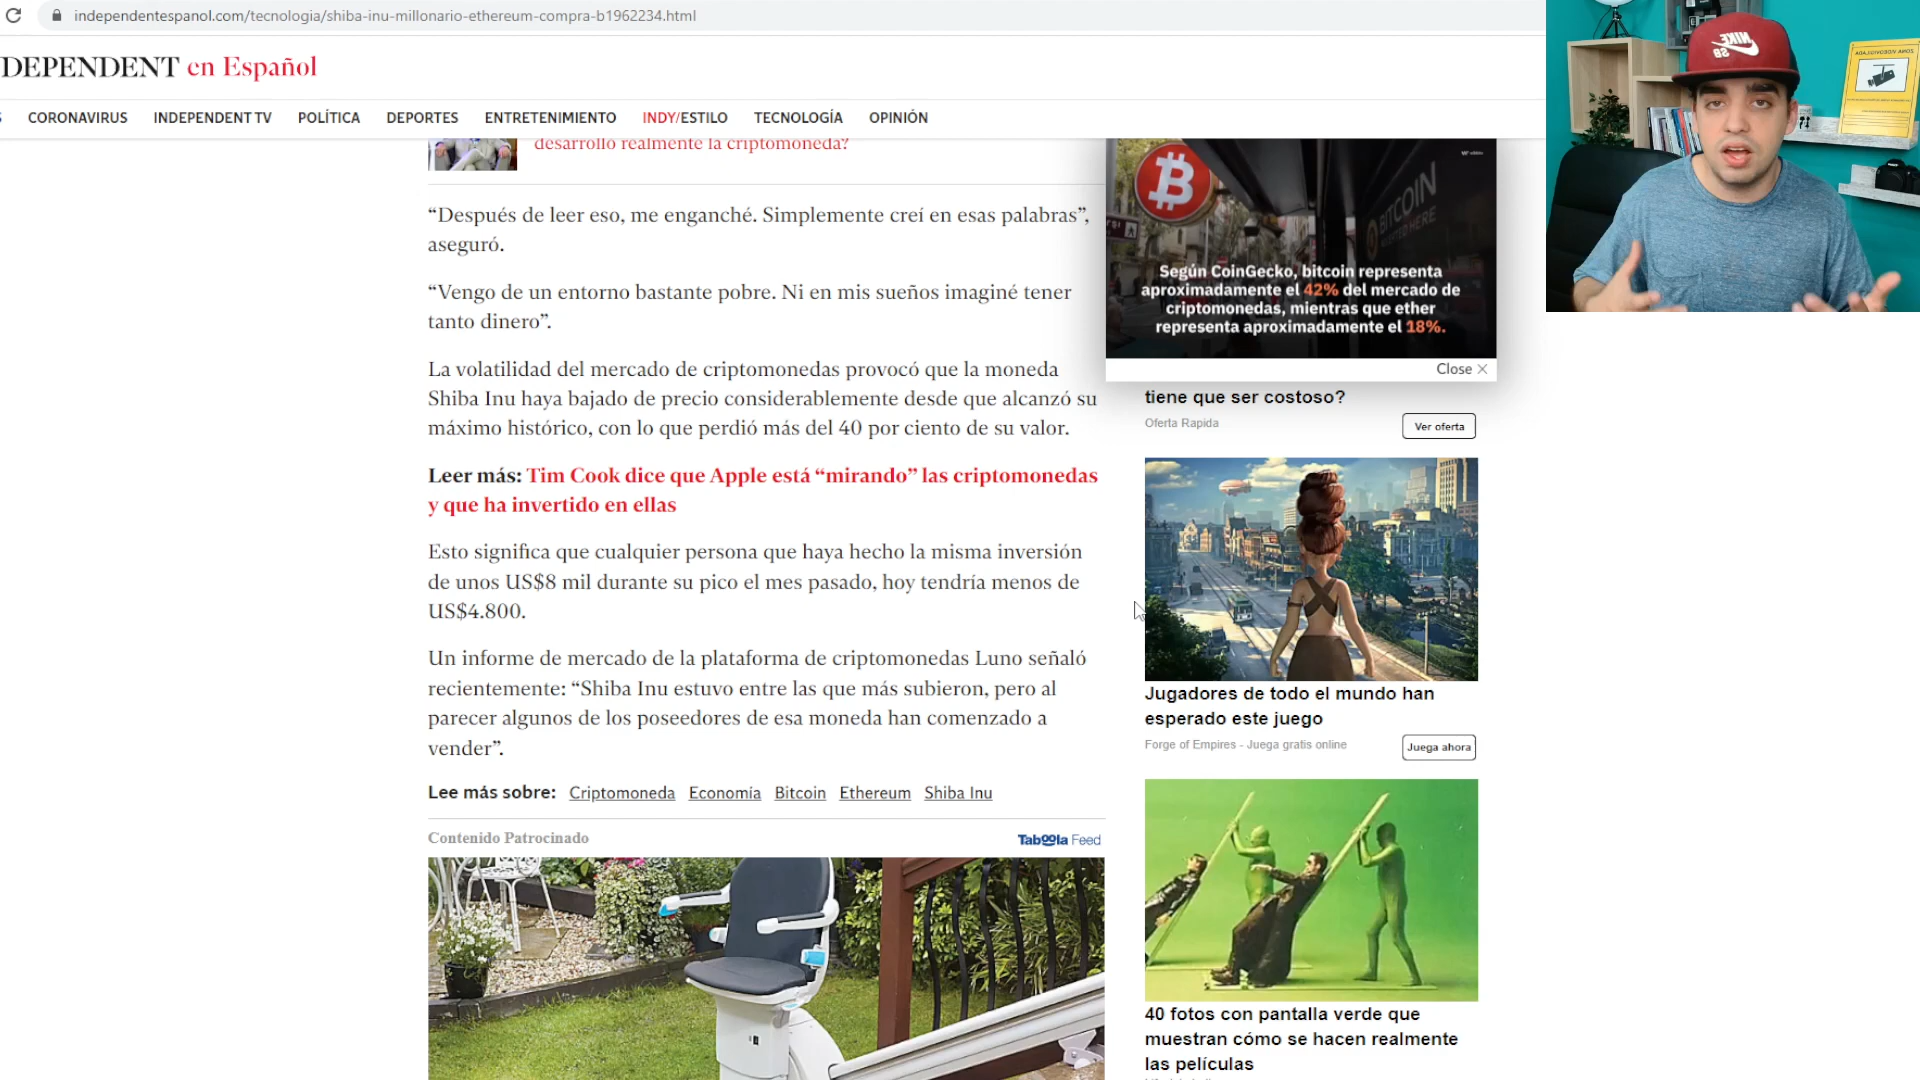 independentespanol.com/tecnologia/shiba-inu-millonario-ethereum-compra-b1962234.html
DEPENDENT en Español
CORONAVIRUS INDEPENDENT TV POLÍTICA DEPORTES ENTRETENIMIENTO INDY/ESTILO TECNOLOGÍA OPINIÓN
desarrollo realmente la criptomoneda?
“Después de leer eso, me enganché. Simplemente creí en esas palabras”,
aseguró.
“Vengo de un entorno bastante pobre. Ni en mis sueños imaginé tener
tanto dinero”.
La volatilidad del mercado de criptomonedas provocó que la moneda
Shiba Inu haya bajado de precio considerablemente desde que alcanzó su
máximo histórico, con lo que perdió más del 40 por ciento de su valor.
Leer más: Tim Cook dice que Apple está “mirando” las criptomonedas
y que ha invertido en ellas
Esto significa que cualquier persona que haya hecho la misma inversión
de unos US$8 mil durante su pico el mes pasado, hoy tendría menos de
US$4.800.
Un informe de mercado de la plataforma de criptomonedas Luno señaló
recientemente: “Shiba Inu estuvo entre las que más subieron, pero al
parecer algunos de los poseedores de esa moneda han comenzado a
vender”.
Lee más sobre: Criptomoneda Economía Bitcoin Ethereum Shiba Inu
Contenido Patrocinado
Taboola Feed
BITCOIN
Según CoinGecko, bitcoin representa
aproximadamente el 42% del mercado de
criptomonedas, mientras que ether
representa aproximadamente el 18%.
Close
tiene que ser costoso?
Oferta Rapida
Ver oferta
Jugadores de todo el mundo han
esperado este juego
Forge of Empires - Juega gratis online
Juega ahora
40 fotos con pantalla verde que
muestran cómo se hacen realmente
las películas
NIKE SB